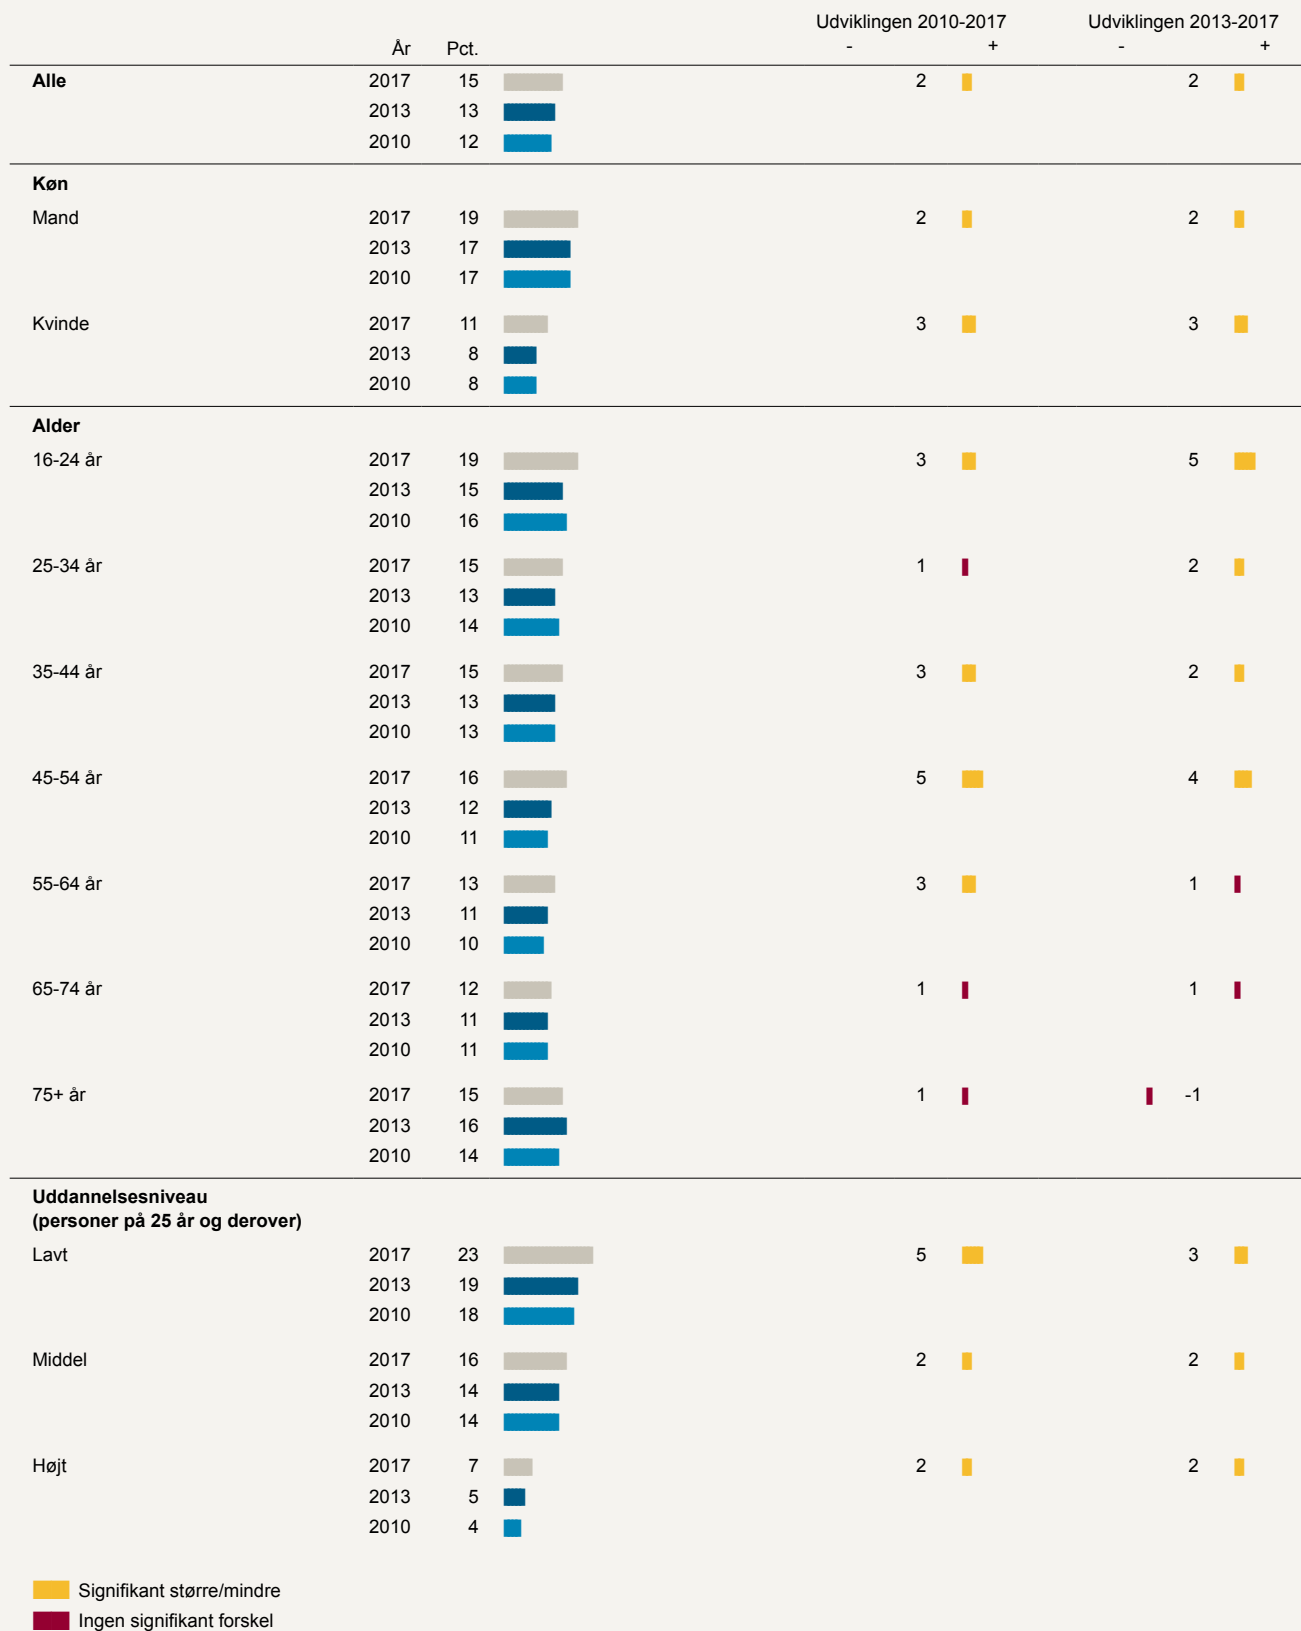 Udviklingen 2010-2017 Udviklingen 2013-2017
År Pct. - + - +
Alle 2017 15 2 2
2013 13
2010 12
Køn
Mand 2017 19 2 2
2013 17
2010 17
Kvinde 2017 11 3 3
2013 8
2010 8
Alder
16-24 år 2017 19 3 5
2013 15
2010 16
25-34 år 2017 15 1 2
2013 13
2010 14
35-44 år 2017 15 3 2
2013 13
2010 13
45-54 år 2017 16 5 4
2013 12
2010 11
55-64 år 2017 13 3 1
2013 11
2010 10
65-74 år 2017 12 1 1
2013 11
2010 11
75+ år 2017 15 1 -1
2013 16
2010 14
Uddannelsesniveau
(personer på 25 år og derover)
Lavt 2017 23 5 3
2013 19
2010 18
Middel 2017 16 2 2
2013 14
2010 14
Højt 2017 7 2 2
2013 5
2010 4
Signifikant større/mindre
Ingen signifikant forskel